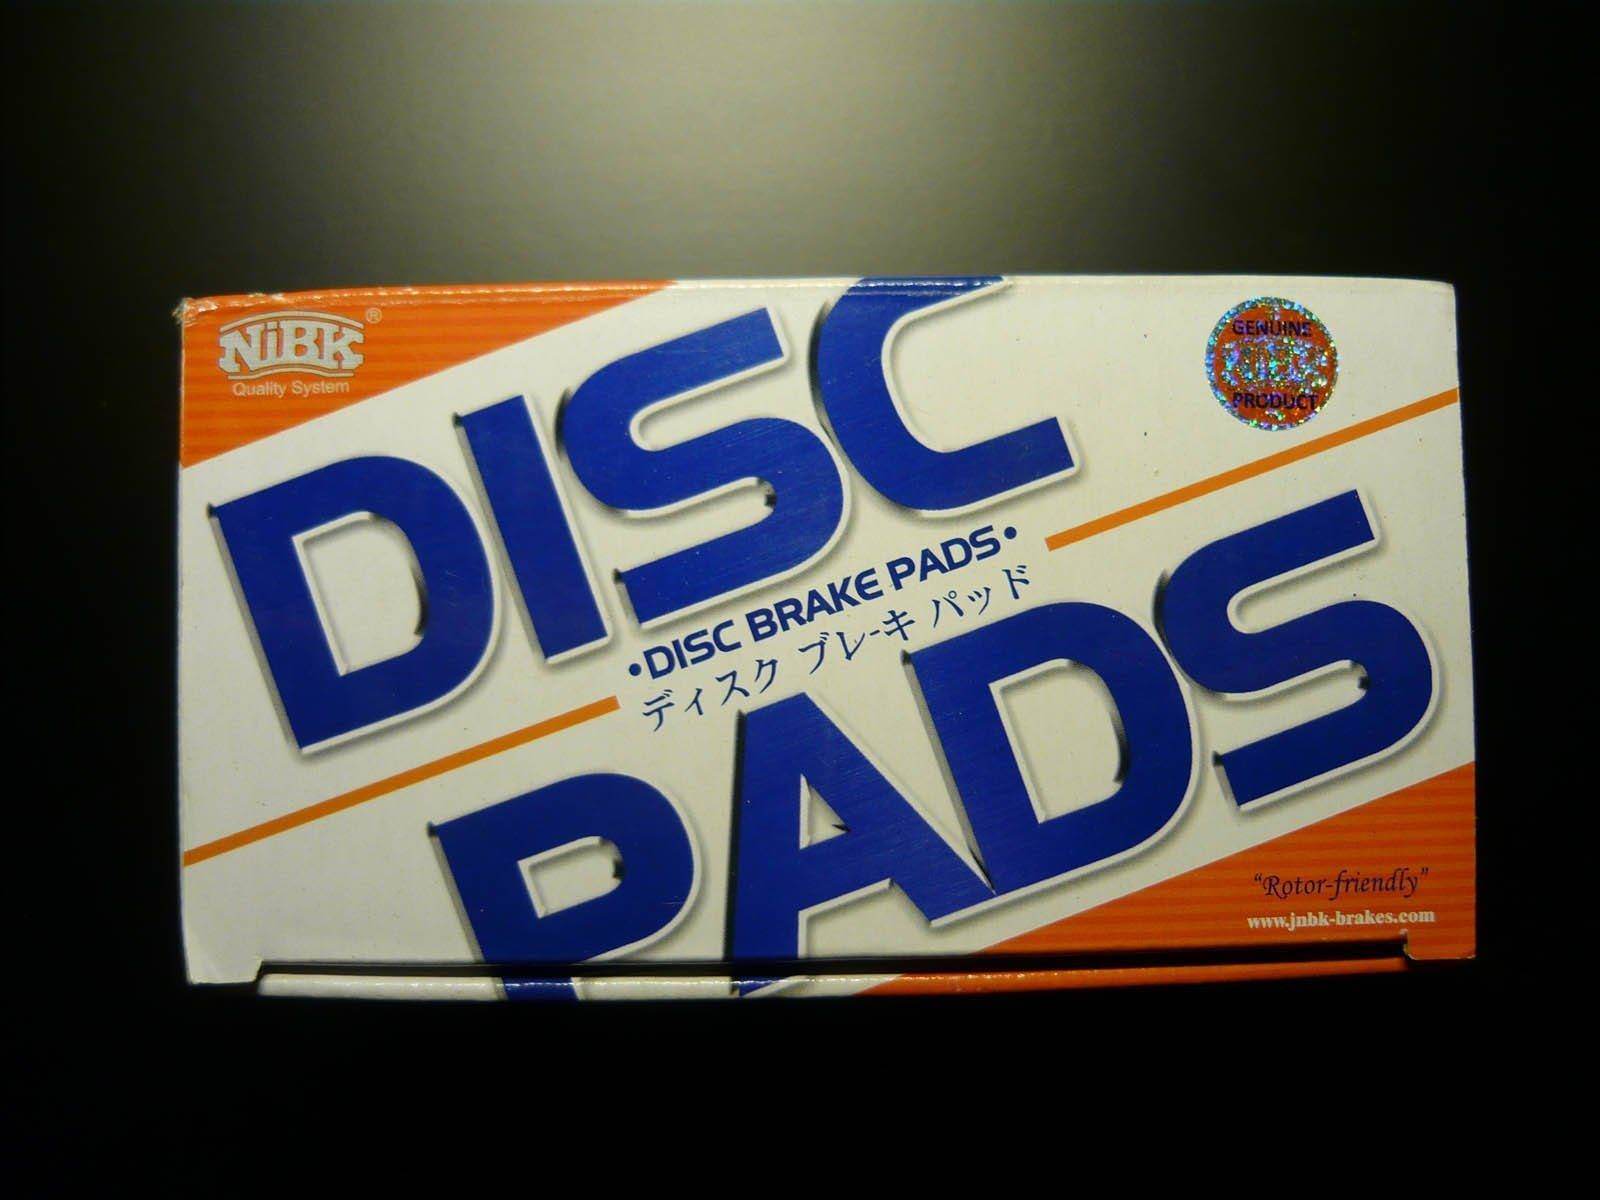 NiBK®
Quality System
DISC
GENUINE
PRODUCT
•DISC BRAKE PADS•
ディスク ブレーキ パッド
PADS
"Rotor-friendly"
www.jnbk-brakes.com